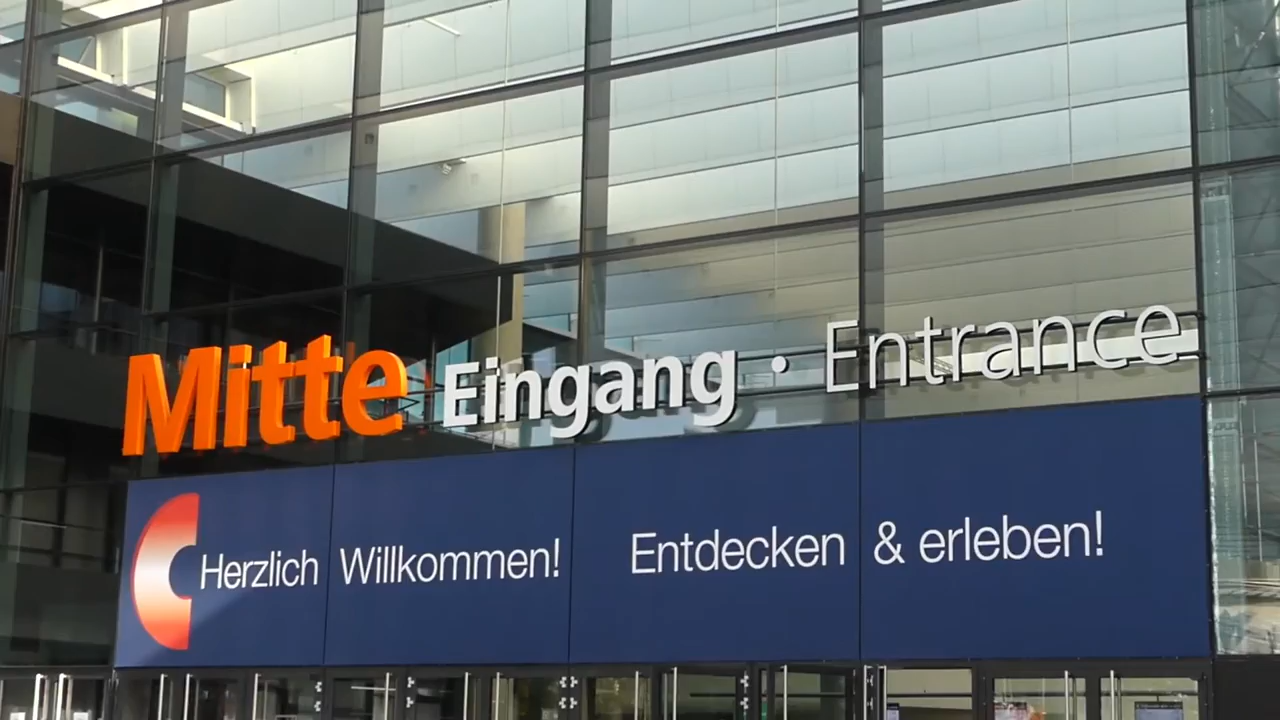 Mitte Eingang · Entrance
Herzlich Willkommen! Entdecken & erleben!